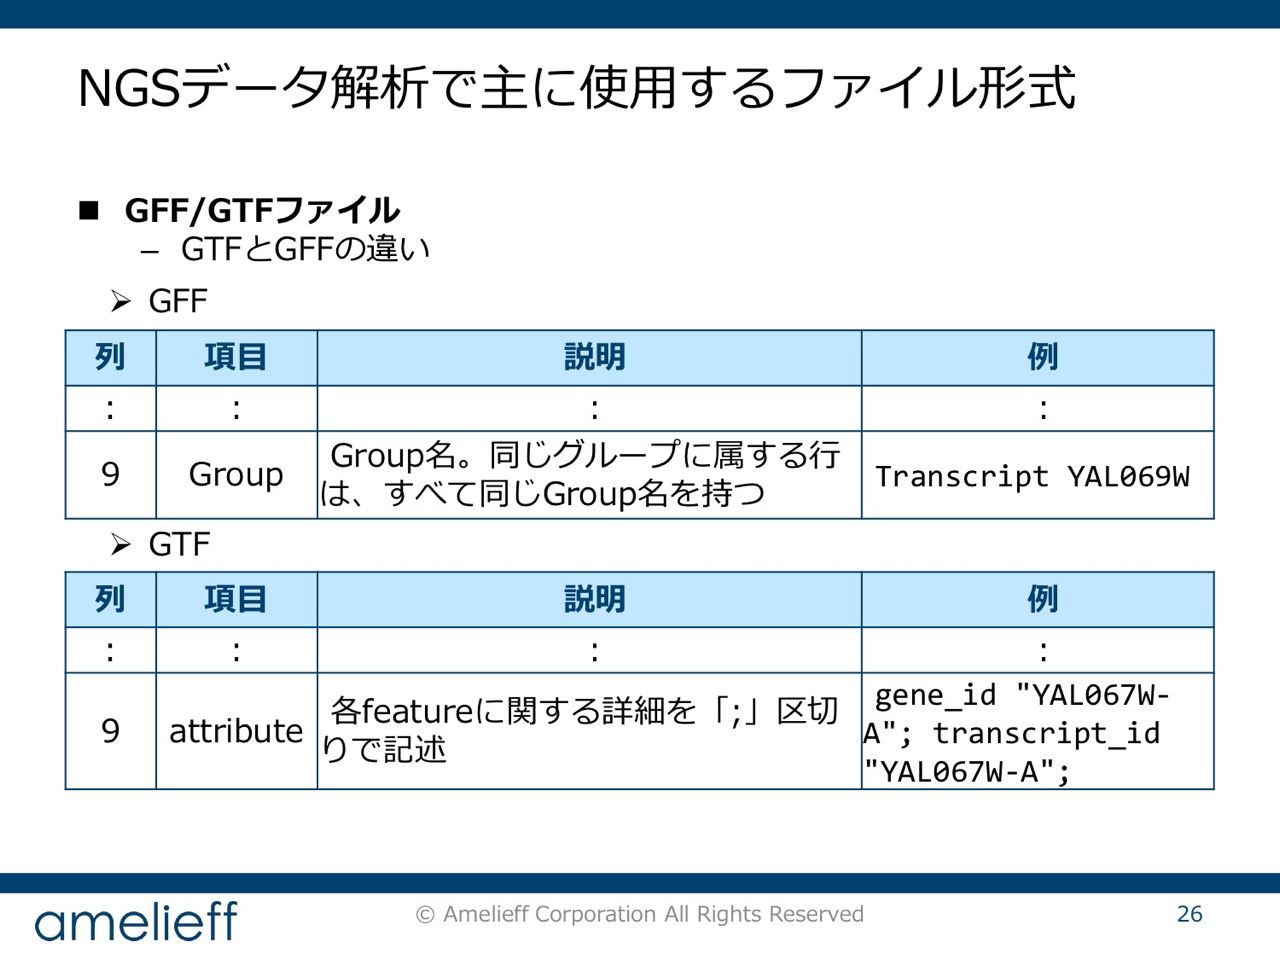 NGSデータ解析で主に使用するファイル形式
■ GFF/GTFファイル
– GTFとGFFの違い
➢ GFF
列 項目 説明 例
: : : :
9 Group Group名。同じグループに属する行は、すべて同じGroup名を持つ Transcript YAL069W
➢ GTF
列 項目 説明 例
: : : :
9 attribute 各featureに関する詳細を「;」区切りで記述 gene_id "YAL067W-A"; transcript_id "YAL067W-A";
amelieff © Amelieff Corporation All Rights Reserved 26